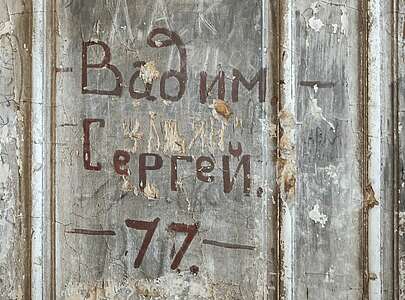 Вадим
Сергей.
- 77. -